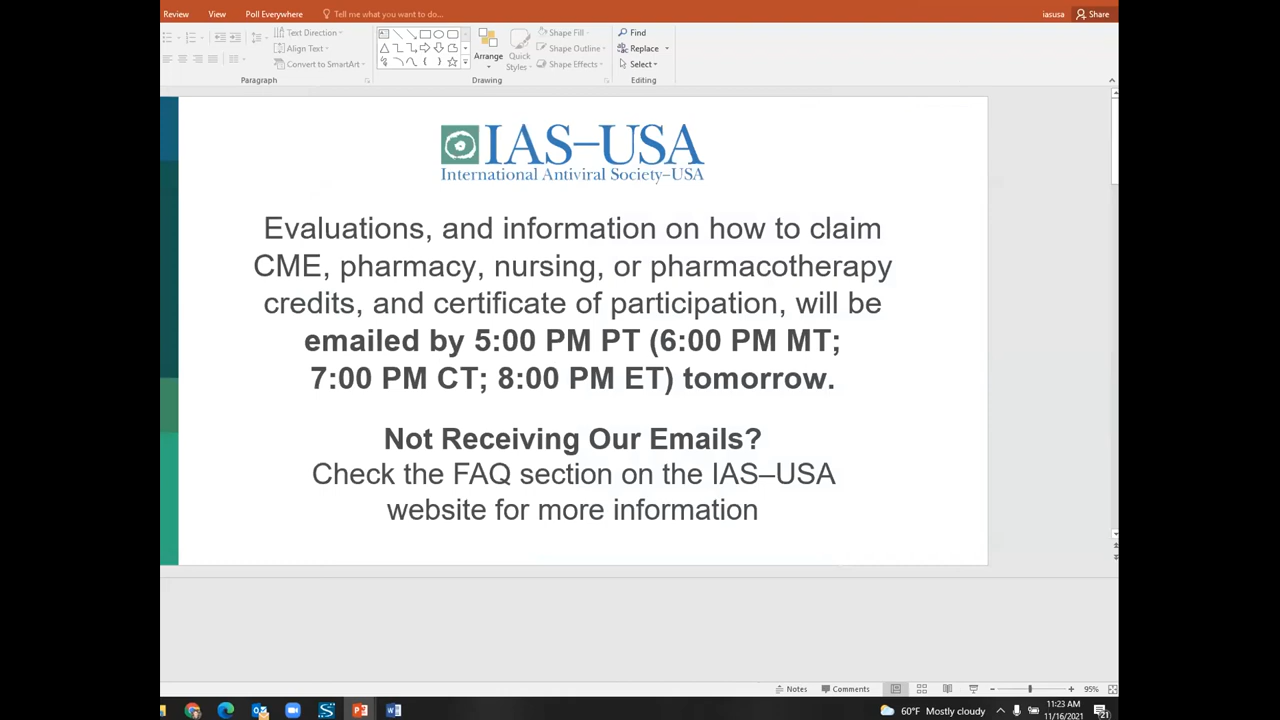 Review View Poll Everywhere Tell me what you want to do... iasusa Share
Text Direction Shape Fill Find
Align Text Arrange Quick Styles Shape Outline Replace
Convert to SmartArt Shape Effects Select
Paragraph Drawing Editing
IAS–USA
International Antiviral Society–USA
Evaluations, and information on how to claim
CME, pharmacy, nursing, or pharmacotherapy
credits, and certificate of participation, will be
emailed by 5:00 PM PT (6:00 PM MT;
7:00 PM CT; 8:00 PM ET) tomorrow.
Not Receiving Our Emails?
Check the FAQ section on the IAS–USA
website for more information
Notes Comments 95%
60°F Mostly cloudy 11:23 AM
11/16/2021 21